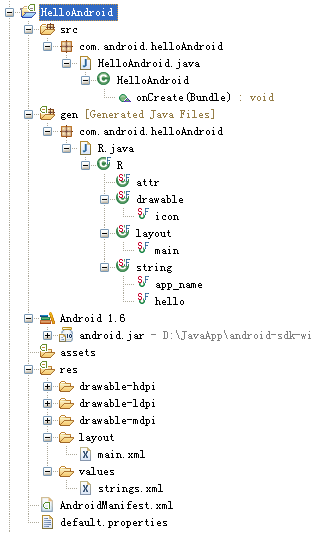 HelloAndroid
src
com.android.helloAndroid
HelloAndroid.java
HelloAndroid
onCreate(Bundle) : void
gen [Generated Java Files]
com.android.helloAndroid
R.java
R
attr
drawable
icon
layout
main
string
app_name
hello
Android 1.6
android.jar - D:\JavaApp\android-sdk-wi
assets
res
drawable-hdpi
drawable-ldpi
drawable-mdpi
layout
main.xml
values
strings.xml
AndroidManifest.xml
default.properties